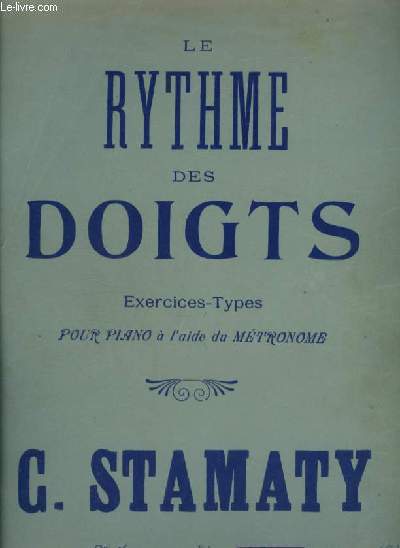 Le-livre.com
LE
RYTHME
DES
DOIGTS
Exercices-Types
POUR PIANO à l'aide du MÉTRONOME
C. STAMATY